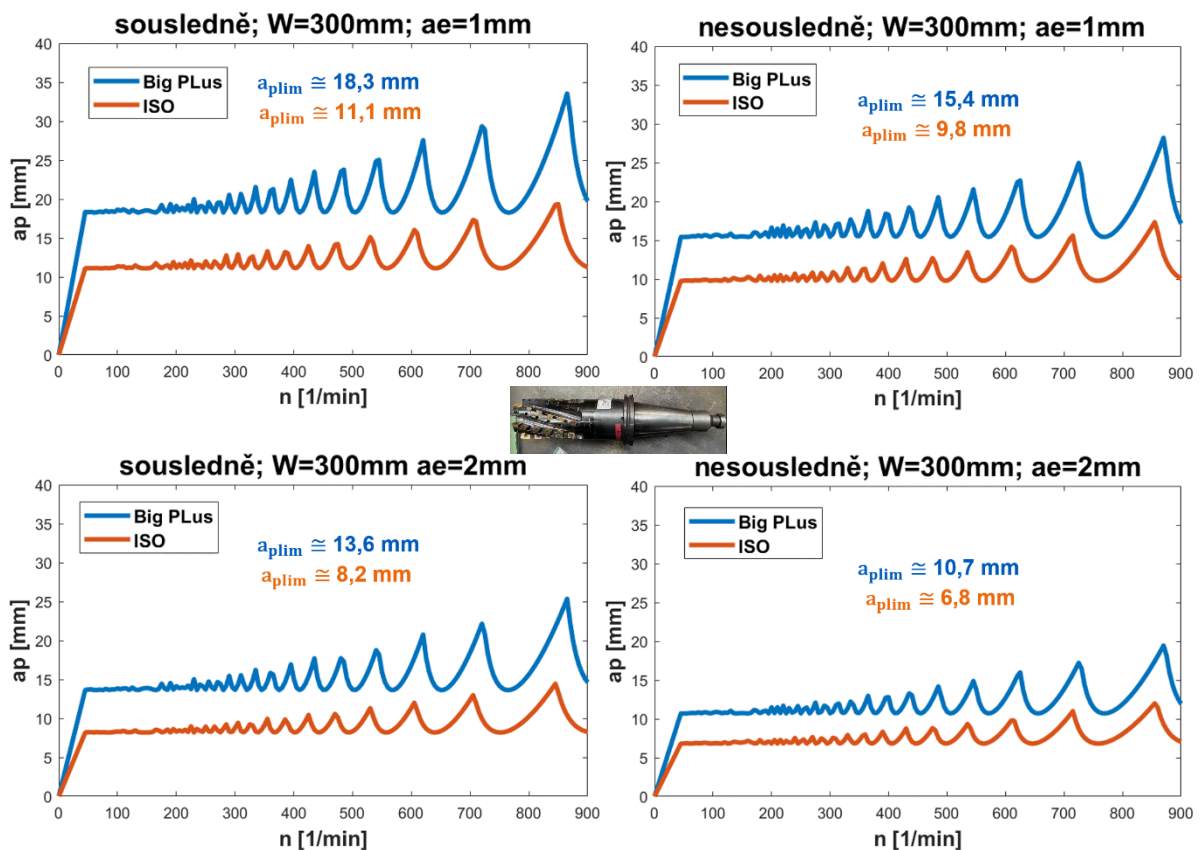 sousledně; W=300mm; ae=1mm
ap [mm]
40
35
30
25
20
15
10
5
0
Big PLus
ISO
aplim ≅ 18,3 mm
aplim ≅ 11,1 mm
0 100 200 300 400 500 600 700 800 900
n [1/min]
nesousledně; W=300mm; ae=1mm
ap [mm]
40
35
30
25
20
15
10
5
0
Big PLus
ISO
aplim ≅ 15,4 mm
aplim ≅ 9,8 mm
0 100 200 300 400 500 600 700 800 900
n [1/min]
sousledně; W=300mm ae=2mm
ap [mm]
40
35
30
25
20
15
10
5
0
Big PLus
ISO
aplim ≅ 13,6 mm
aplim ≅ 8,2 mm
0 100 200 300 400 500 600 700 800 900
n [1/min]
nesousledně; W=300mm; ae=2mm
ap [mm]
40
35
30
25
20
15
10
5
0
Big PLus
ISO
aplim ≅ 10,7 mm
aplim ≅ 6,8 mm
0 100 200 300 400 500 600 700 800 900
n [1/min]